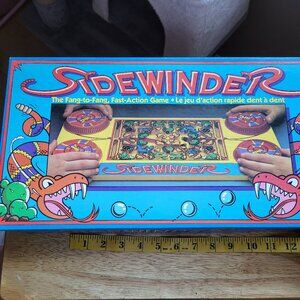 SIDEWINDER
The Fang-to-Fang, Fast-Action Game • Le jeu d'action rapide dent à dent
SIDEWINDER
1 2 3 4 5 6 7 8 9 10 11 12